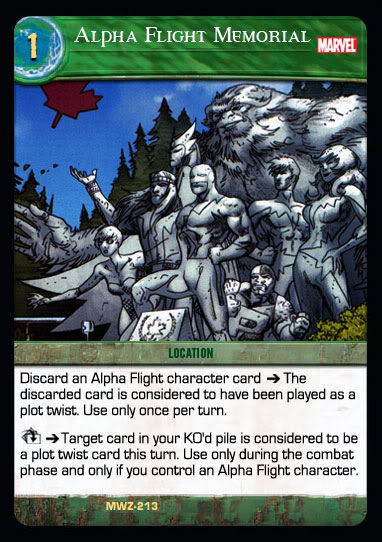 1
Alpha Flight Memorial
MARVEL
LOCATION
Discard an Alpha Flight character card ➔ The
discarded card is considered to have been played as a
plot twist. Use only once per turn.
➔ Target card in your KO'd pile is considered to be
a plot twist card this turn. Use only during the combat
phase and only if you control an Alpha Flight character.
MWZ-213